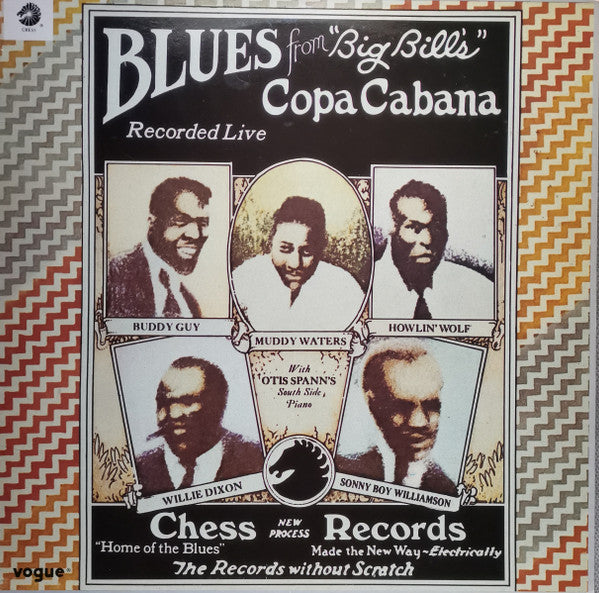 CHESS
BLUES from "Big Bill's"
Copa Cabana
Recorded Live
BUDDY GUY
MUDDY WATERS
HOWLIN' WOLF
With
OTIS SPANN'S
South Side,
Piano
WILLIE DIXON
SONNY BOY WILLIAMSON
Chess NEW PROCESS Records
"Home of the Blues" Made the New Way~Electrically
The Records without Scratch
vogue®